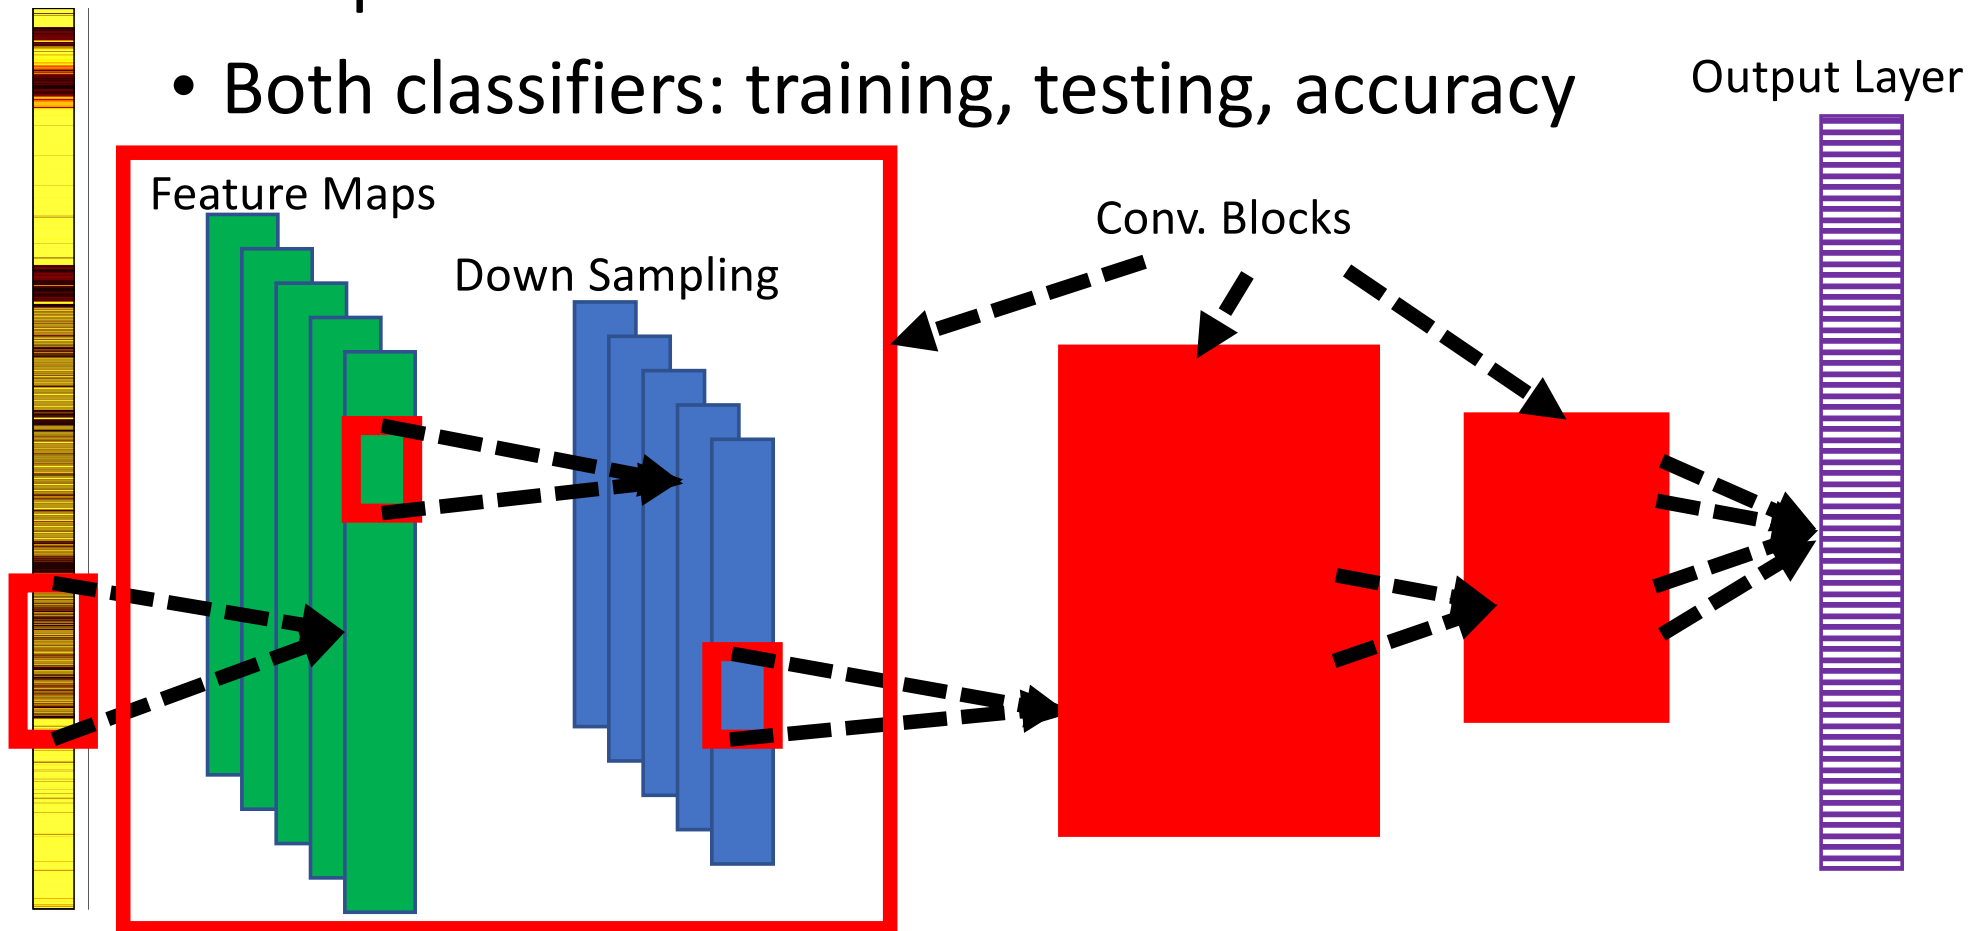 • Both classifiers: training, testing, accuracy
Output Layer
Feature Maps
Conv. Blocks
Down Sampling